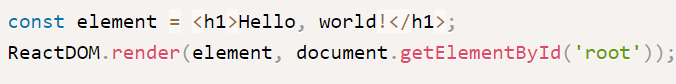 const element = <h1>Hello, world!</h1>;
ReactDOM.render(element, document.getElementById('root'));